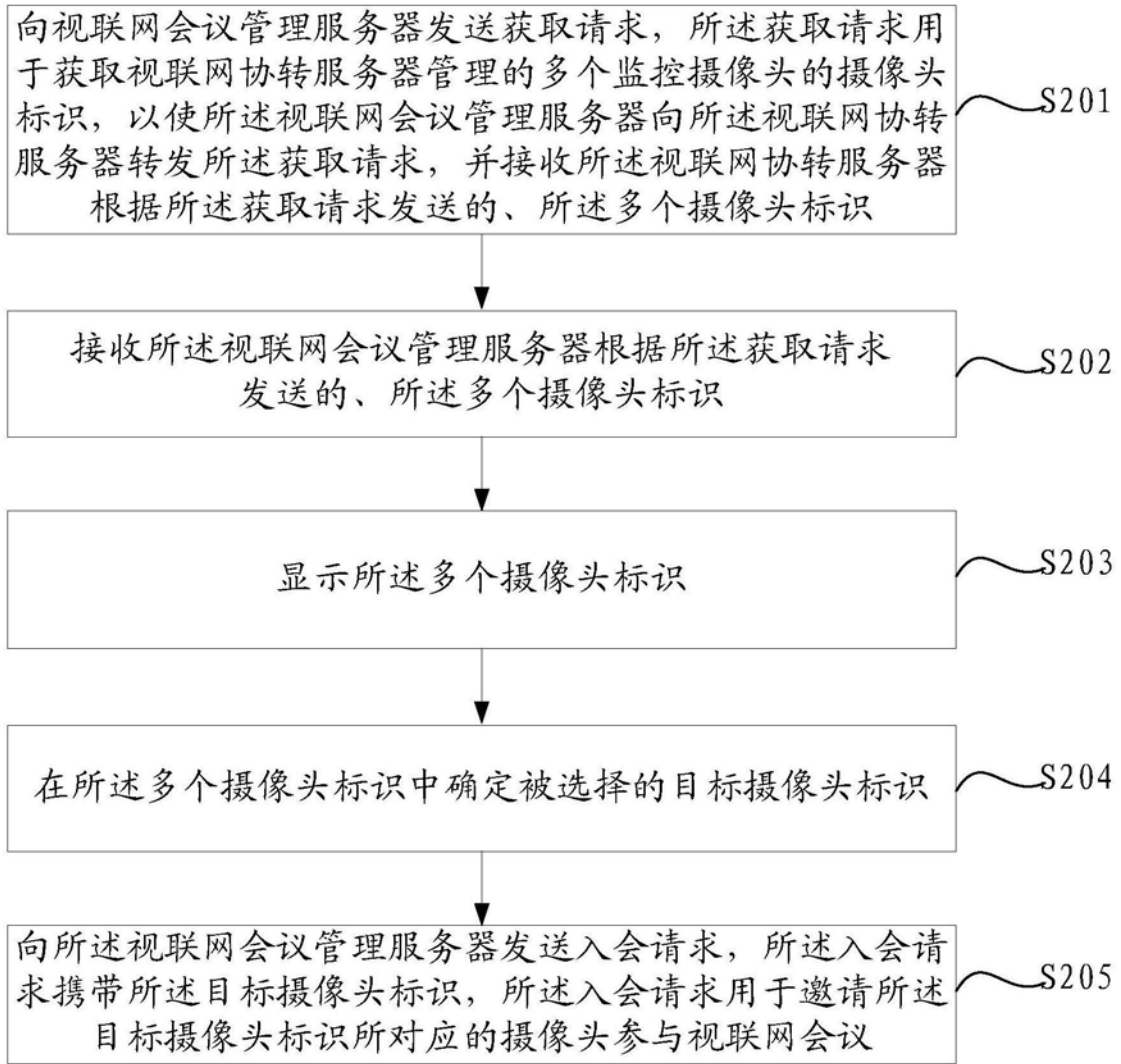 向视联网会议管理服务器发送获取请求，所述获取请求用
于获取视联网协转服务器管理的多个监控摄像头的摄像头
标识，以使所述视联网会议管理服务器向所述视联网协转
服务器转发所述获取请求，并接收所述视联网协转服务器
根据所述获取请求发送的、所述多个摄像头标识
S201
接收所述视联网会议管理服务器根据所述获取请求
发送的、所述多个摄像头标识
S202
显示所述多个摄像头标识
S203
在所述多个摄像头标识中确定被选择的目标摄像头标识
S204
向所述视联网会议管理服务器发送入会请求，所述入会请
求携带所述目标摄像头标识，所述入会请求用于邀请所述
目标摄像头标识所对应的摄像头参与视联网会议
S205